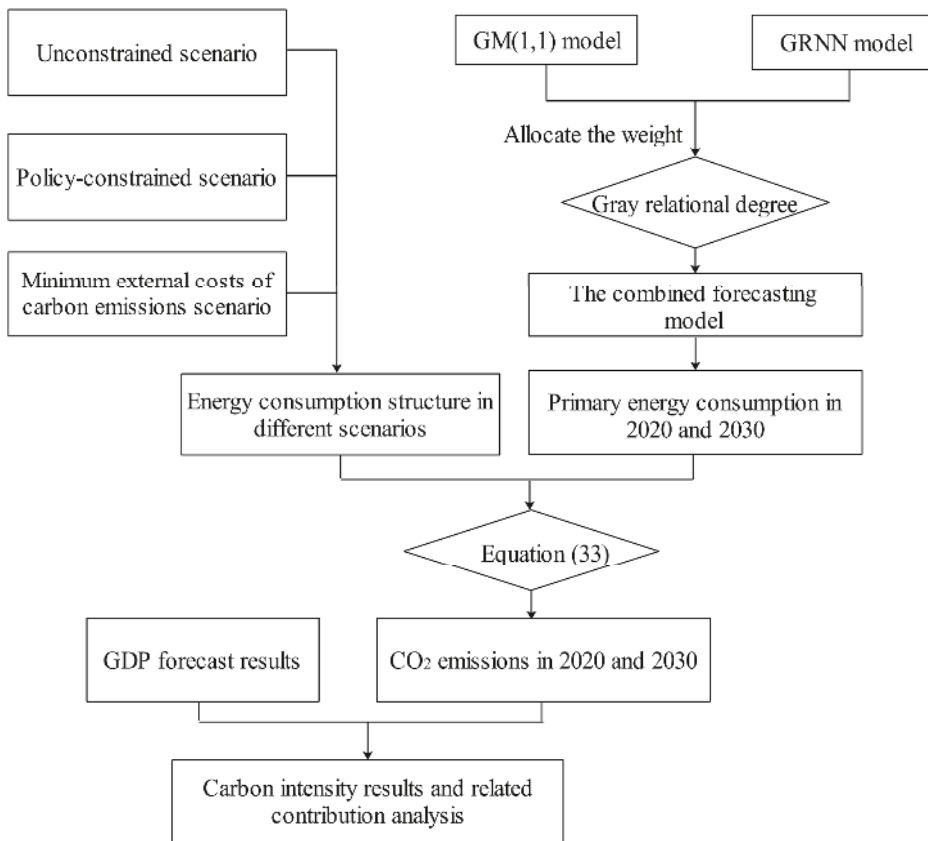 Unconstrained scenario
GM(1,1) model
GRNN model
Allocate the weight
Policy-constrained scenario
Gray relational degree
Minimum external costs of
carbon emissions scenario
The combined forecasting
model
Energy consumption structure in
different scenarios
Primary energy consumption in
2020 and 2030
Equation (33)
GDP forecast results
CO₂ emissions in 2020 and 2030
Carbon intensity results and related
contribution analysis